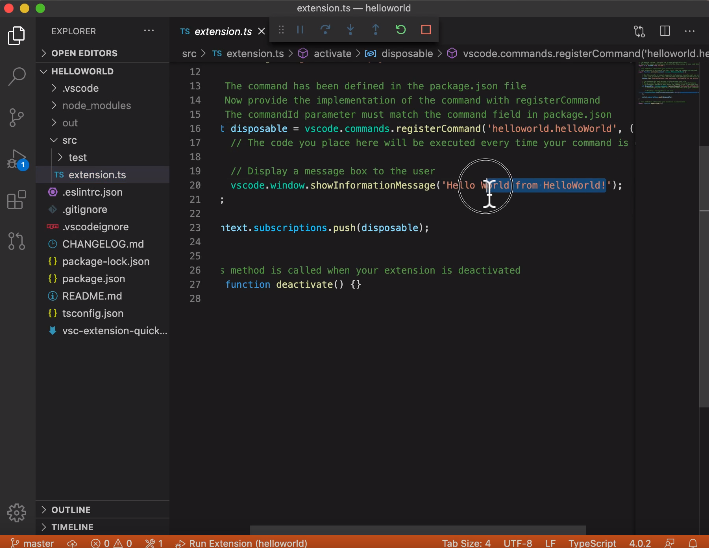 extension.ts — helloworld
EXPLORER
OPEN EDITORS
HELLOWORLD
.vscode
node_modules
out
src
test
TS extension.ts
.eslintrc.json
.gitignore
.vscodeignore
CHANGELOG.md
package-lock.json
package.json
README.md
tsconfig.json
vsc-extension-quick...
OUTLINE
TIMELINE
1
TS extension.ts
src > TS extension.ts > activate > disposable > vscode.commands.registerCommand('helloworld.he
12
13 The command has been defined in the package.json file
14 Now provide the implementation of the command with registerCommand
15 The commandId parameter must match the command field in package.json
16 t disposable = vscode.commands.registerCommand('helloworld.helloWorld', (
17 // The code you place here will be executed every time your command is
18
19 // Display a message box to the user
20 vscode.window.showInformationMessage('Hello World from HelloWorld!');
21 ;
22
23 ntext.subscriptions.push(disposable);
24
25
26 s method is called when your extension is deactivated
27 function deactivate() {}
28
master 0 0 1 Run Extension (helloworld) Tab Size: 4 UTF-8 LF TypeScript 4.0.2